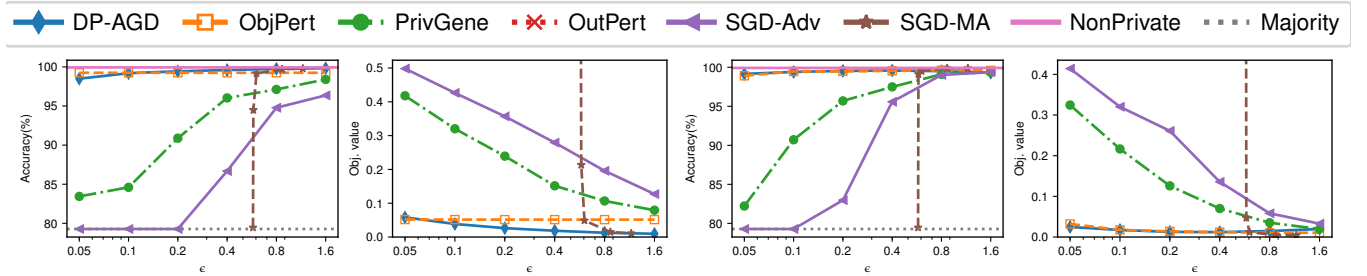 DP-AGD ObjPert PrivGene OutPert SGD-Adv SGD-MA NonPrivate Majority
Accuracy(%)
100
95
90
85
80
0.05 0.1 0.2 0.4 0.8 1.6
ϵ
Obj. value
0.5
0.4
0.3
0.2
0.1
0.0
0.05 0.1 0.2 0.4 0.8 1.6
ϵ
Accuracy(%)
100
95
90
85
80
0.05 0.1 0.2 0.4 0.8 1.6
ϵ
Obj. value
0.4
0.3
0.2
0.1
0.0
0.05 0.1 0.2 0.4 0.8 1.6
ϵ